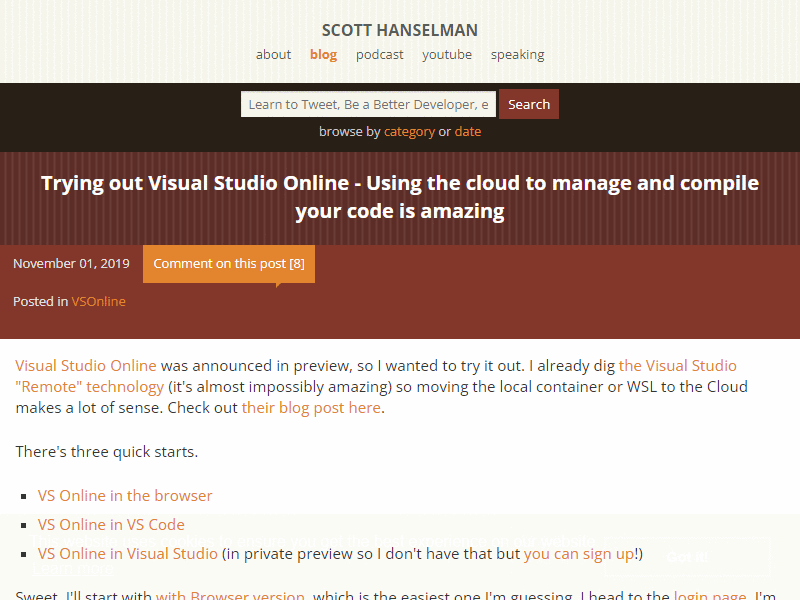 SCOTT HANSELMAN
about blog podcast youtube speaking
Learn to Tweet, Be a Better Developer, e Search
browse by category or date
Trying out Visual Studio Online - Using the cloud to manage and compile
your code is amazing
November 01, 2019 Comment on this post [8]
Posted in VSOnline
Visual Studio Online was announced in preview, so I wanted to try it out. I already dig the Visual Studio
"Remote" technology (it's almost impossibly amazing) so moving the local container or WSL to the Cloud
makes a lot of sense. Check out their blog post here.
There's three quick starts.
VS Online in the browser
VS Online in VS Code
VS Online in Visual Studio (in private preview so I don't have that but you can sign up!)
Got it!
Sweet. I'll start with with Browser version, which is the easiest one I'm guessing. I head to the login page. I'm